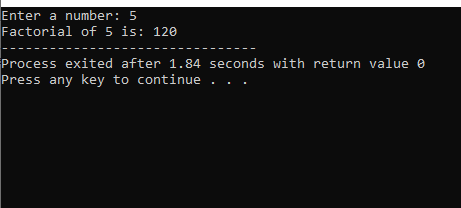 Enter a number: 5
Factorial of 5 is: 120
--------------------------------
Process exited after 1.84 seconds with return value 0
Press any key to continue . . .